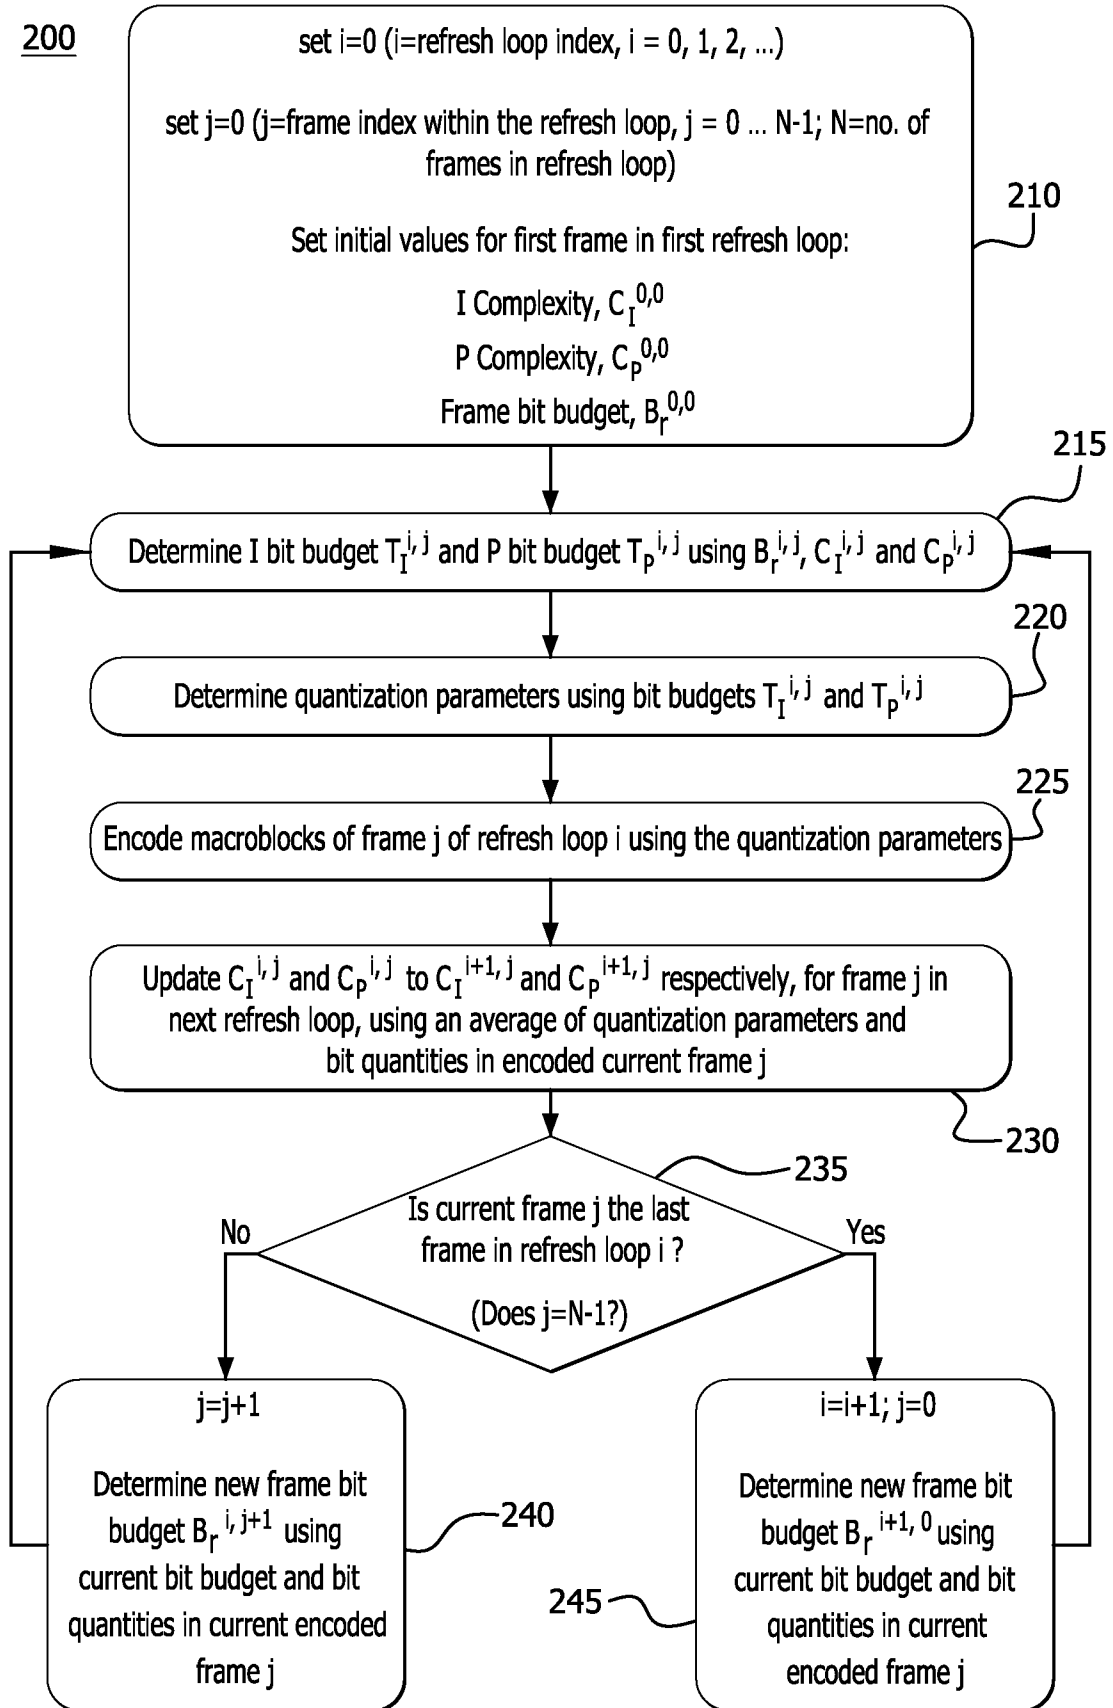 200
set i=0 (i=refresh loop index, i = 0, 1, 2, ...)
set j=0 (j=frame index within the refresh loop, j = 0 ... N-1; N=no. of
frames in refresh loop)
Set initial values for first frame in first refresh loop:
I Complexity, C_I^0,0
P Complexity, C_P^0,0
Frame bit budget, B_r^0,0
210
215
Determine I bit budget T_I^i, j and P bit budget T_P^i, j using B_r^i, j, C_I^i, j and C_P^i, j
220
Determine quantization parameters using bit budgets T_I^i, j and T_P^i, j
225
Encode macroblocks of frame j of refresh loop i using the quantization parameters
Update C_I^i, j and C_P^i, j to C_I^i+1, j and C_P^i+1, j respectively, for frame j in
next refresh loop, using an average of quantization parameters and
bit quantities in encoded current frame j
230
235
Is current frame j the last
frame in refresh loop i ?
(Does j=N-1?)
No
Yes
j=j+1
Determine new frame bit
budget B_r^i, j+1 using
current bit budget and bit
quantities in current encoded
frame j
240
i=i+1; j=0
Determine new frame bit
budget B_r^i+1, 0 using
current bit budget and bit
quantities in current
encoded frame j
245